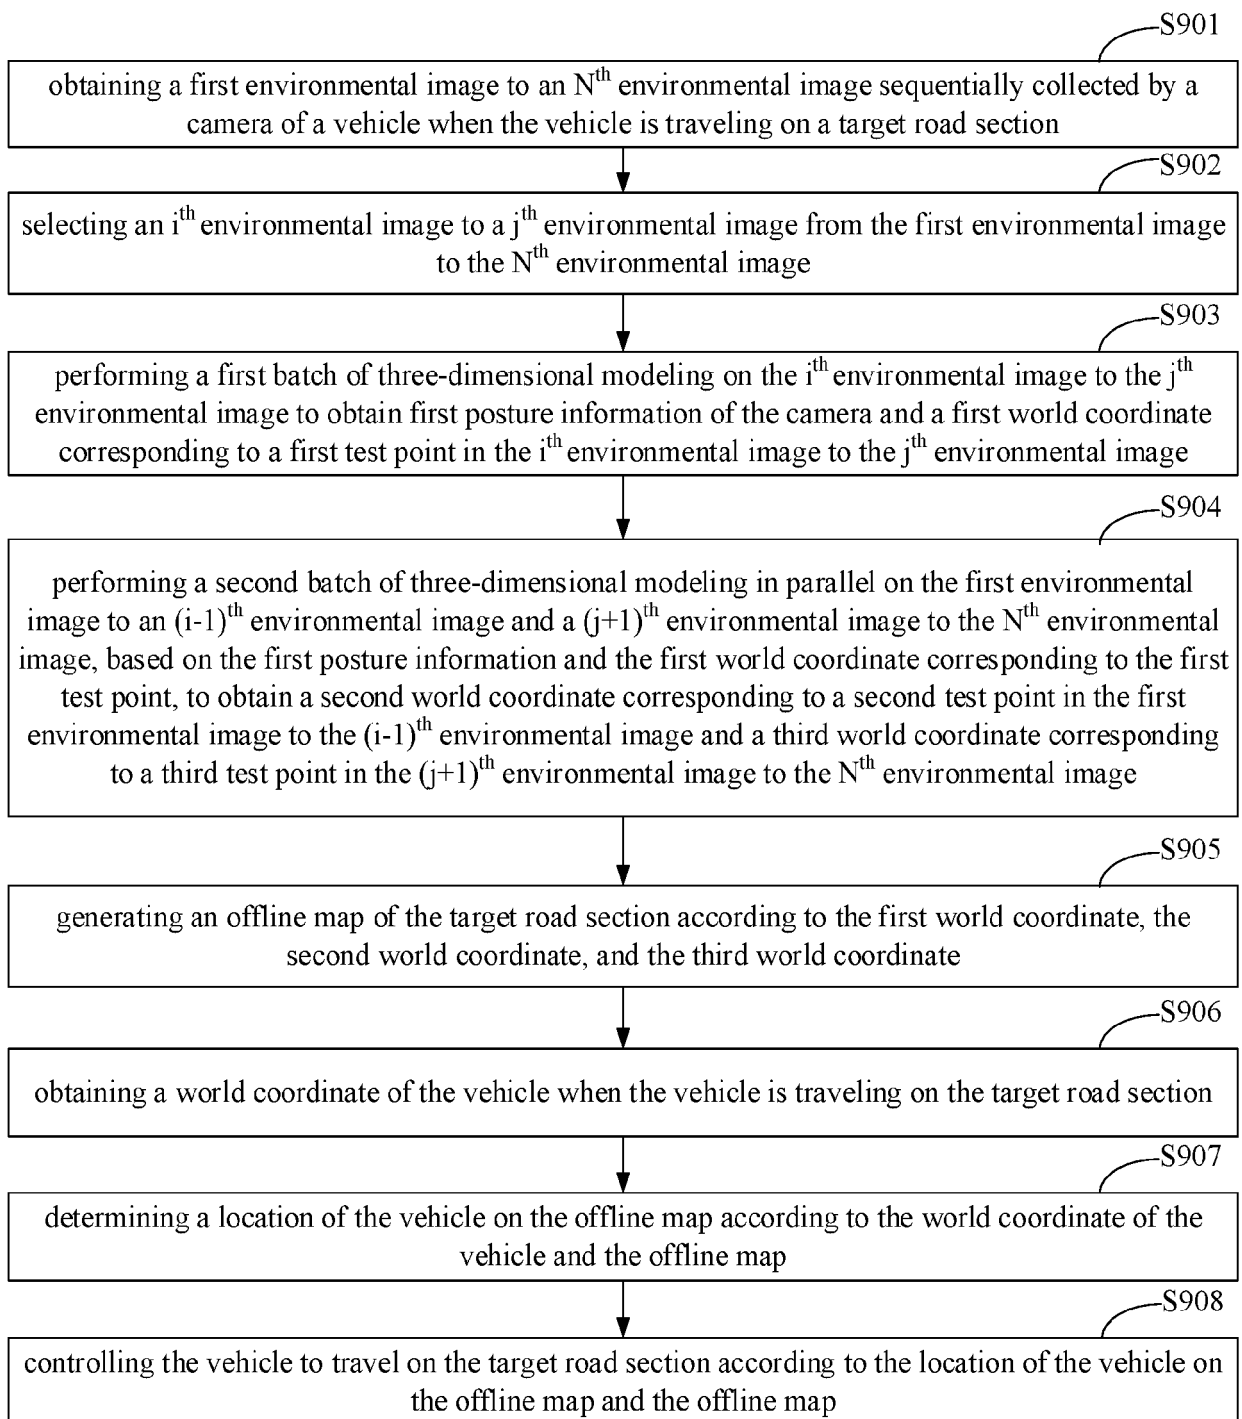 S901
obtaining a first environmental image to an Nth environmental image sequentially collected by a
camera of a vehicle when the vehicle is traveling on a target road section
S902
selecting an ith environmental image to a jth environmental image from the first environmental image
to the Nth environmental image
S903
performing a first batch of three-dimensional modeling on the ith environmental image to the jth
environmental image to obtain first posture information of the camera and a first world coordinate
corresponding to a first test point in the ith environmental image to the jth environmental image
S904
performing a second batch of three-dimensional modeling in parallel on the first environmental
image to an (i-1)th environmental image and a (j+1)th environmental image to the Nth environmental
image, based on the first posture information and the first world coordinate corresponding to the first
test point, to obtain a second world coordinate corresponding to a second test point in the first
environmental image to the (i-1)th environmental image and a third world coordinate corresponding
to a third test point in the (j+1)th environmental image to the Nth environmental image
S905
generating an offline map of the target road section according to the first world coordinate, the
second world coordinate, and the third world coordinate
S906
obtaining a world coordinate of the vehicle when the vehicle is traveling on the target road section
S907
determining a location of the vehicle on the offline map according to the world coordinate of the
vehicle and the offline map
S908
controlling the vehicle to travel on the target road section according to the location of the vehicle on
the offline map and the offline map